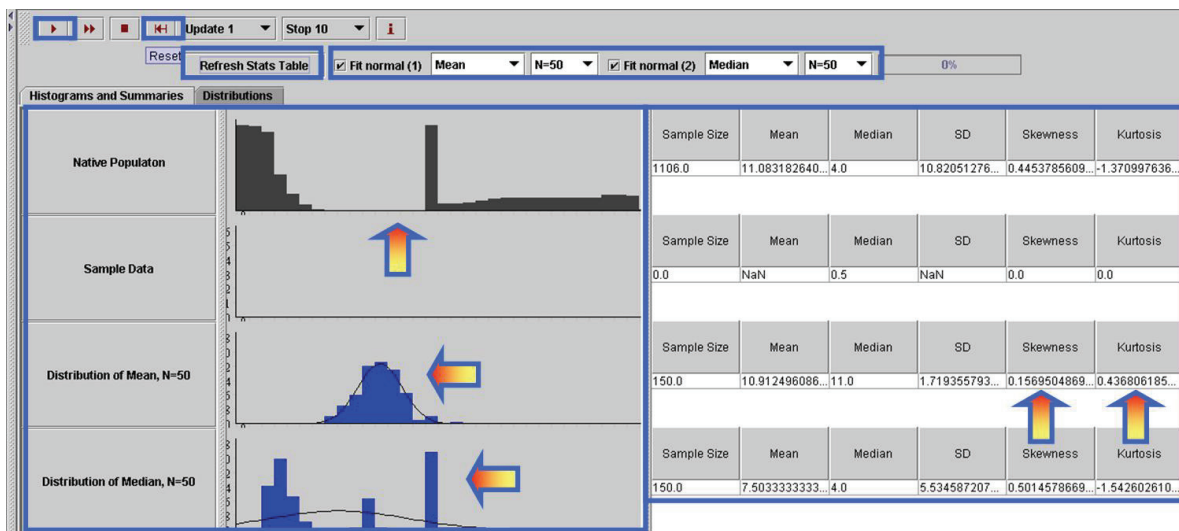 Update 1 Stop 10 i
Reset
Refresh Stats Table Fit normal (1) Mean N=50 Fit normal (2) Median N=50 0%
Histograms and Summaries Distributions
Native Populaton
Sample Size Mean Median SD Skewness Kurtosis
1106.0 11.083182640... 4.0 10.82051276... 0.4453785609... -1.370997636...
Sample Data
Sample Size Mean Median SD Skewness Kurtosis
0.0 NaN 0.5 NaN 0.0 0.0
Distribution of Mean, N=50
Sample Size Mean Median SD Skewness Kurtosis
150.0 10.912496086... 11.0 1.719355793... 0.1569504869... 0.436806185...
Distribution of Median, N=50
Sample Size Mean Median SD Skewness Kurtosis
150.0 7.5033333333... 4.0 5.534587207... 0.5014578669... -1.542602610...